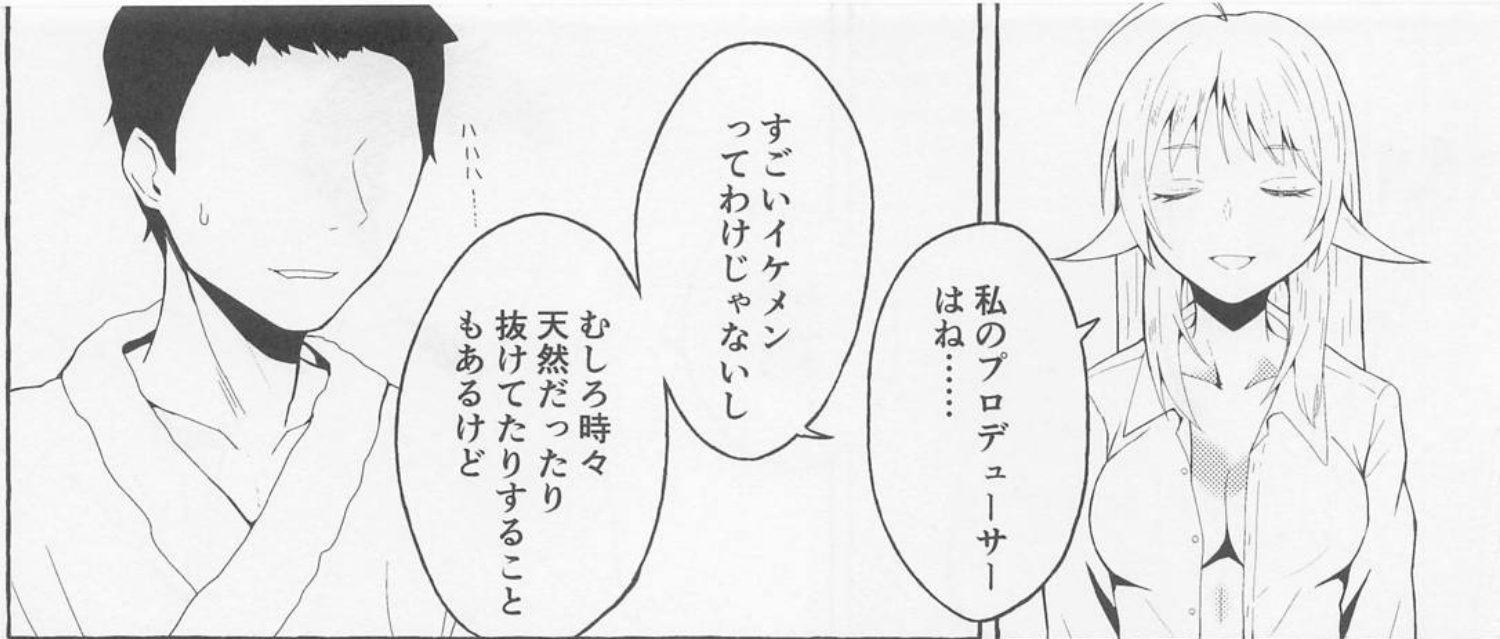 私のプロデューサー
はね……
すごいイケメン
ってわけじゃないし
むしろ時々
天然だったり
抜けてたりすること
もあるけど
ハハハ……